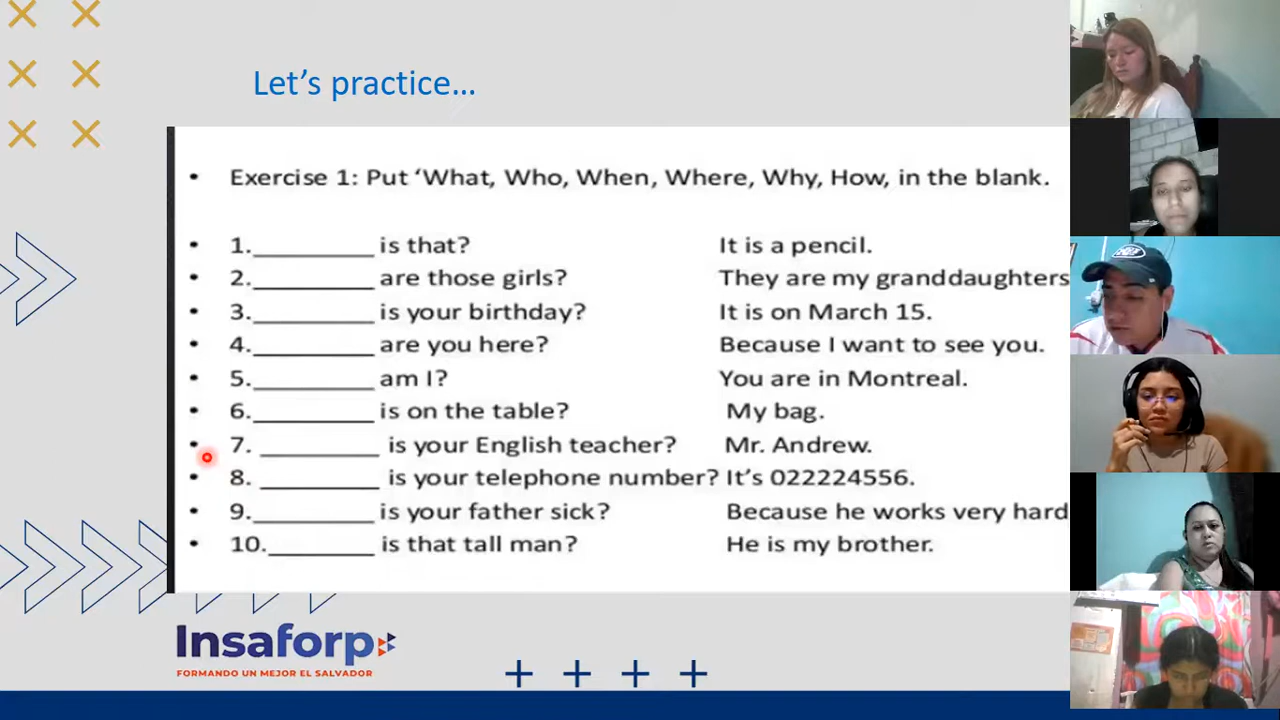 Let's practice...
• Exercise 1: Put ‘What, Who, When, Where, Why, How, in the blank.
• 1.__________ is that? It is a pencil.
• 2.__________ are those girls? They are my granddaughters
• 3.__________ is your birthday? It is on March 15.
• 4.__________ are you here? Because I want to see you.
• 5.__________ am I? You are in Montreal.
• 6.__________ is on the table? My bag.
• 7. __________ is your English teacher? Mr. Andrew.
• 8. __________ is your telephone number? It's 022224556.
• 9.__________ is your father sick? Because he works very hard
• 10._________ is that tall man? He is my brother.
Insaforp
FORMANDO UN MEJOR EL SALVADOR